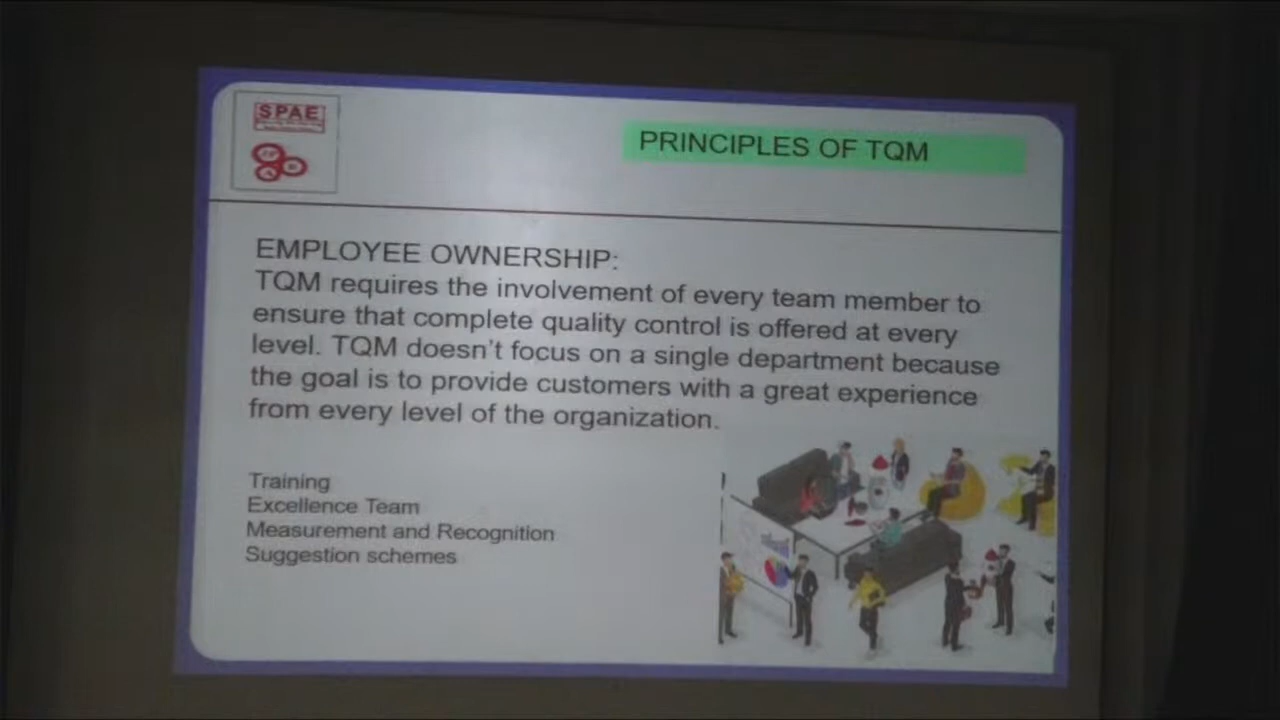 SPAE
PRINCIPLES OF TQM
EMPLOYEE OWNERSHIP:
TQM requires the involvement of every team member to
ensure that complete quality control is offered at every
level. TQM doesn't focus on a single department because
the goal is to provide customers with a great experience
from every level of the organization.
Training
Excellence Team
Measurement and Recognition
Suggestion schemes